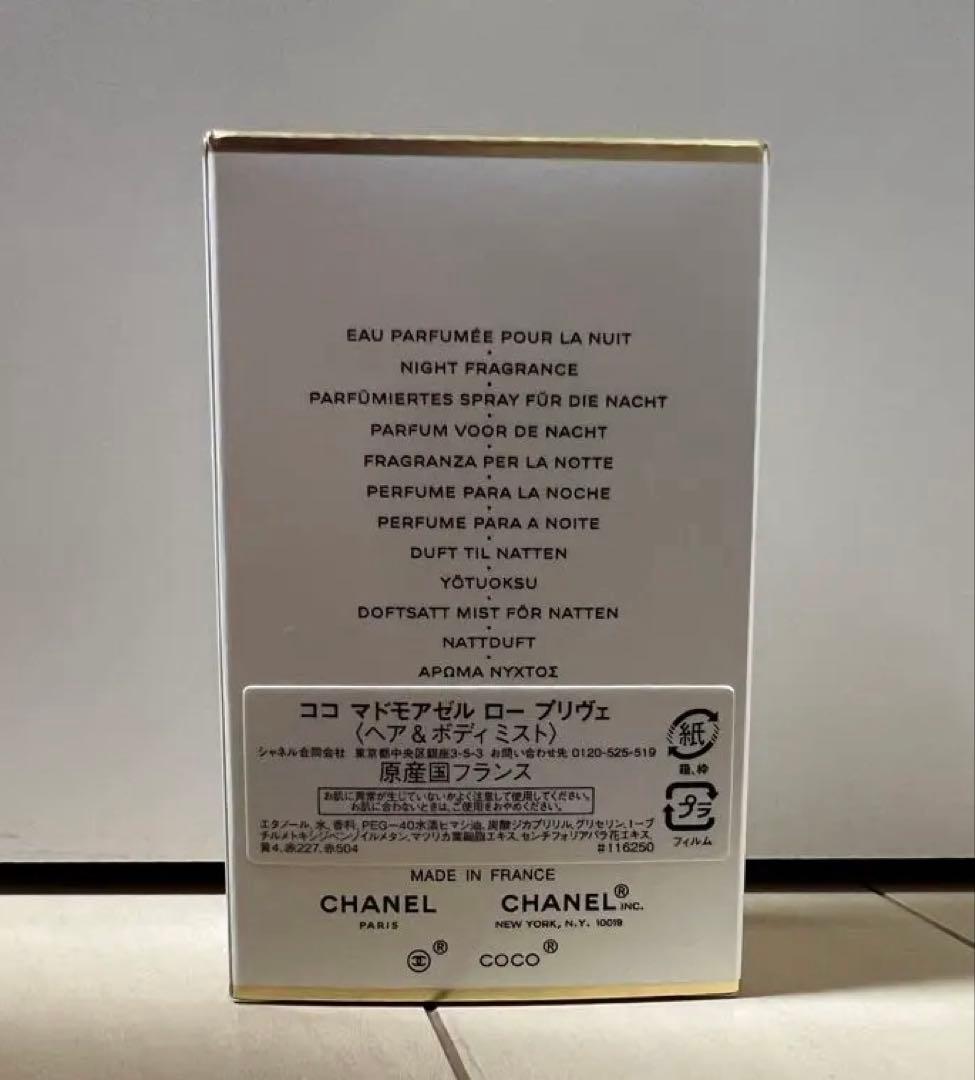 EAU PARFUMÉE POUR LA NUIT
NIGHT FRAGRANCE
PARFÜMIERTES SPRAY FÜR DIE NACHT
PARFUM VOOR DE NACHT
FRAGRANZA PER LA NOTTE
PERFUME PARA LA NOCHE
PERFUME PARA A NOITE
DUFT TIL NATTEN
YÖTUOKSU
DOFTSATT MIST FÖR NATTEN
NATTDUFT
ΑΡΩΜΑ ΝΥΧΤΟΣ
ココ マドモアゼル ロー プリヴェ
〈ヘア&ボディ ミスト〉
シャネル合同会社 東京都中央区銀座3-5-3 お問い合わせ先 0120-525-519
原産国フランス
お肌に異常が生じていないかよく注意して使用してください。
お肌に合わないときは、ご使用をおやめください。
エタノール、水、香料、PEG-40水添ヒマシ油、炭酸ジカプリリル、グリセリン、t-ブ
チルメトキシジベンゾイルメタン、マツリカ葉細胞エキス、センチフォリアバラ花エキス、
黄4、赤227、赤504 #116250
紙
箱、枠
プラ
フィルム
MADE IN FRANCE
CHANEL CHANEL® INC.
PARIS NEW YORK, N.Y. 10019
® COCO®